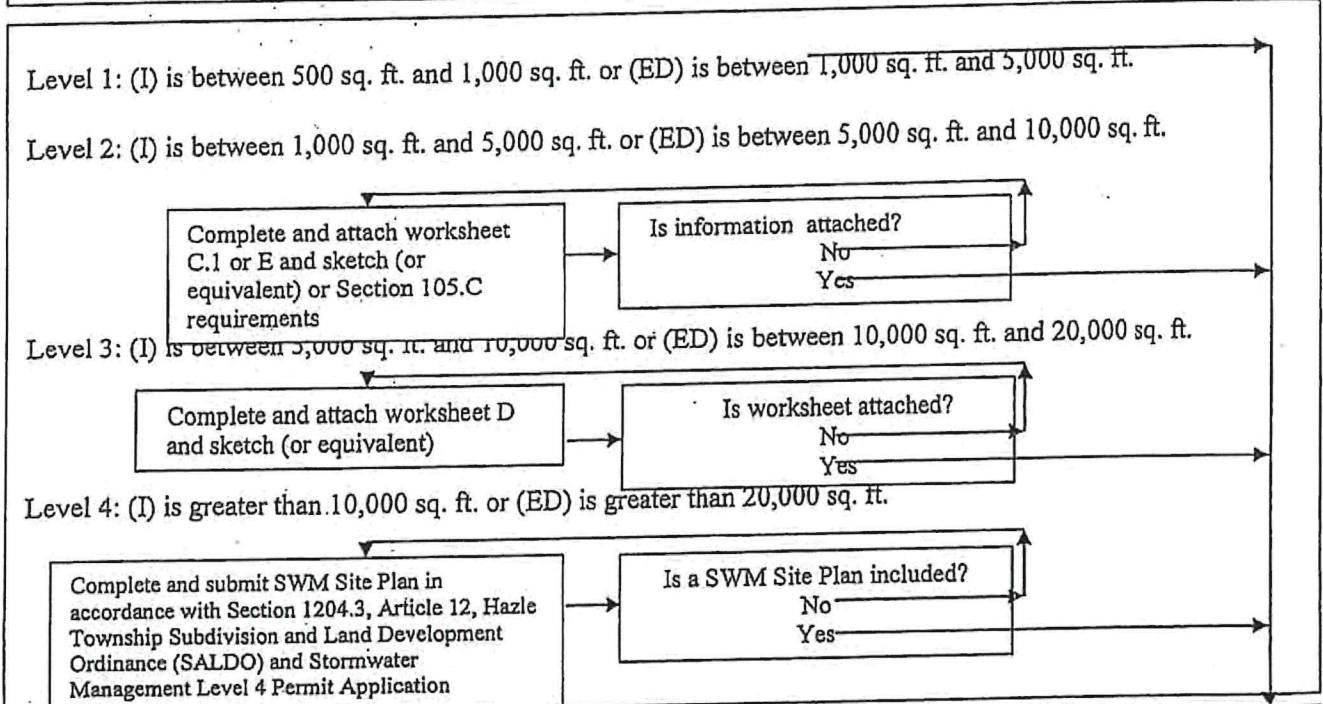 Level 1: (I) is between 500 sq. ft. and 1,000 sq. ft. or (ED) is between 1,000 sq. ft. and 5,000 sq. ft.
Level 2: (I) is between 1,000 sq. ft. and 5,000 sq. ft. or (ED) is between 5,000 sq. ft. and 10,000 sq. ft.
Complete and attach worksheet
C.1 or E and sketch (or
equivalent) or Section 105.C
requirements
Is information attached?
No
Yes
Level 3: (I) is between 5,000 sq. ft. and 10,000 sq. ft. or (ED) is between 10,000 sq. ft. and 20,000 sq. ft.
Complete and attach worksheet D
and sketch (or equivalent)
Is worksheet attached?
No
Yes
Level 4: (I) is greater than 10,000 sq. ft. or (ED) is greater than 20,000 sq. ft.
Complete and submit SWM Site Plan in
accordance with Section 1204.3, Article 12, Hazle
Township Subdivision and Land Development
Ordinance (SALDO) and Stormwater
Management Level 4 Permit Application
Is a SWM Site Plan included?
No
Yes